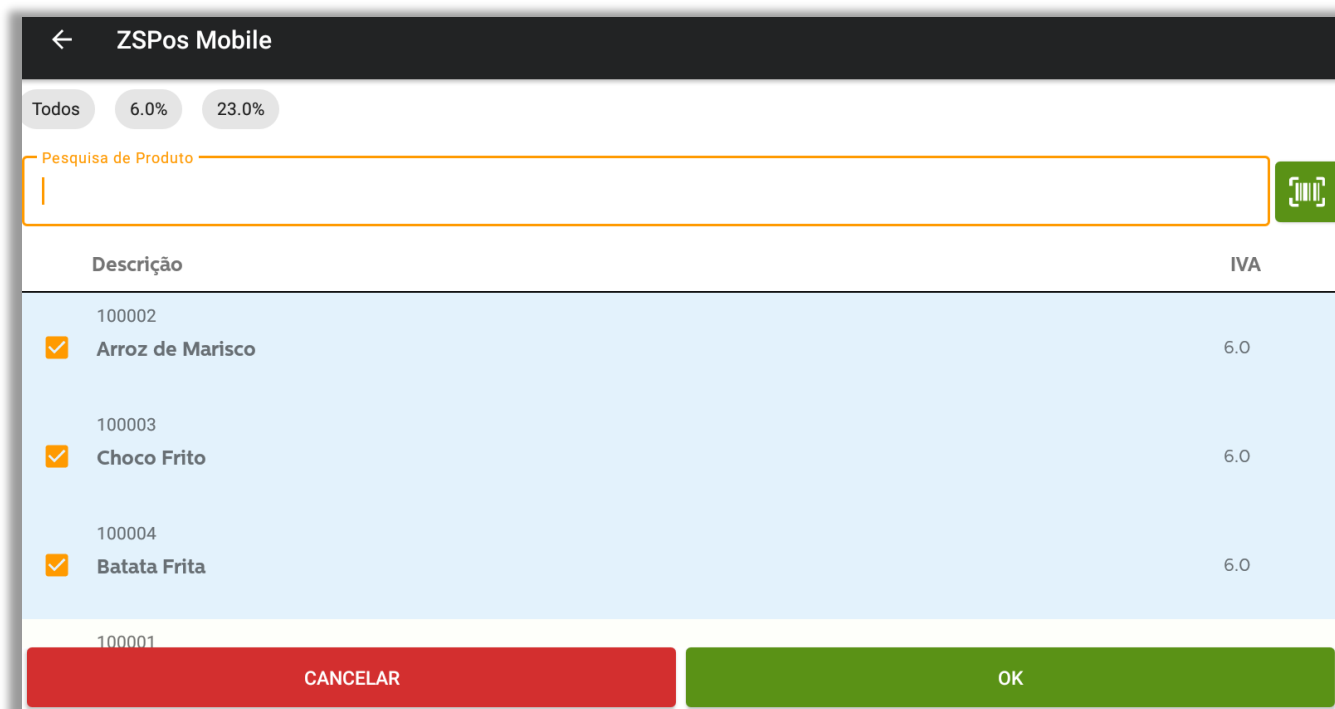 ZSPos Mobile
Todos 6.0% 23.0%
Pesquisa de Produto
Descrição IVA
100002
Arroz de Marisco 6.0
100003
Choco Frito 6.0
100004
Batata Frita 6.0
100001
CANCELAR OK